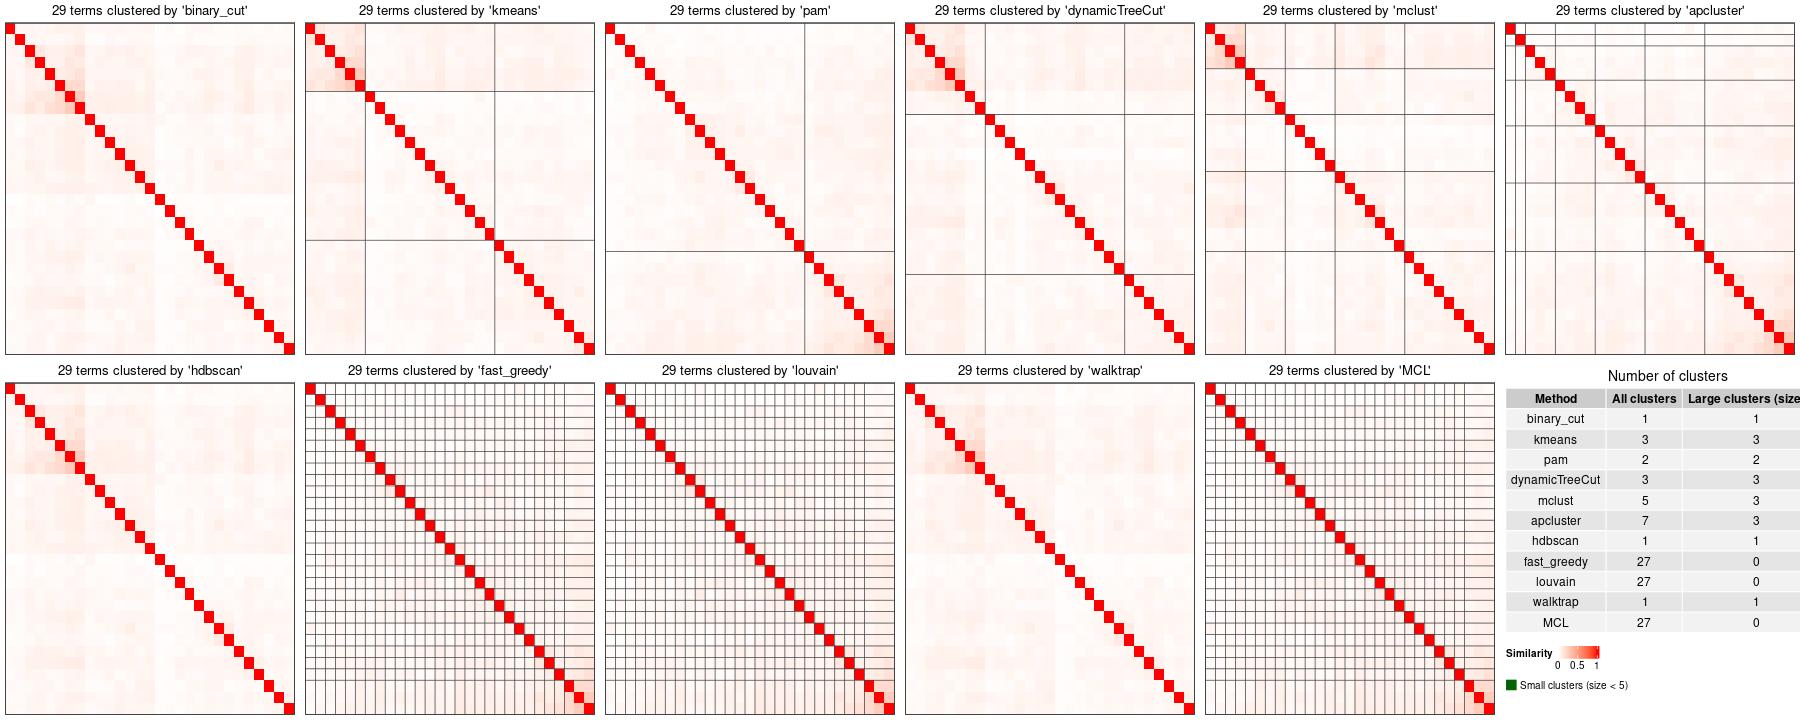 29 terms clustered by 'binary_cut'
29 terms clustered by 'kmeans'
29 terms clustered by 'pam'
29 terms clustered by 'dynamicTreeCut'
29 terms clustered by 'mclust'
29 terms clustered by 'apcluster'
29 terms clustered by 'hdbscan'
29 terms clustered by 'fast_greedy'
29 terms clustered by 'louvain'
29 terms clustered by 'walktrap'
29 terms clustered by 'MCL'
Number of clusters
Method All clusters Large clusters (size
binary_cut 1 1
kmeans 3 3
pam 2 2
dynamicTreeCut 3 3
mclust 5 3
apcluster 7 3
hdbscan 1 1
fast_greedy 27 0
louvain 27 0
walktrap 1 1
MCL 27 0
Similarity
0 0.5 1
Small clusters (size < 5)